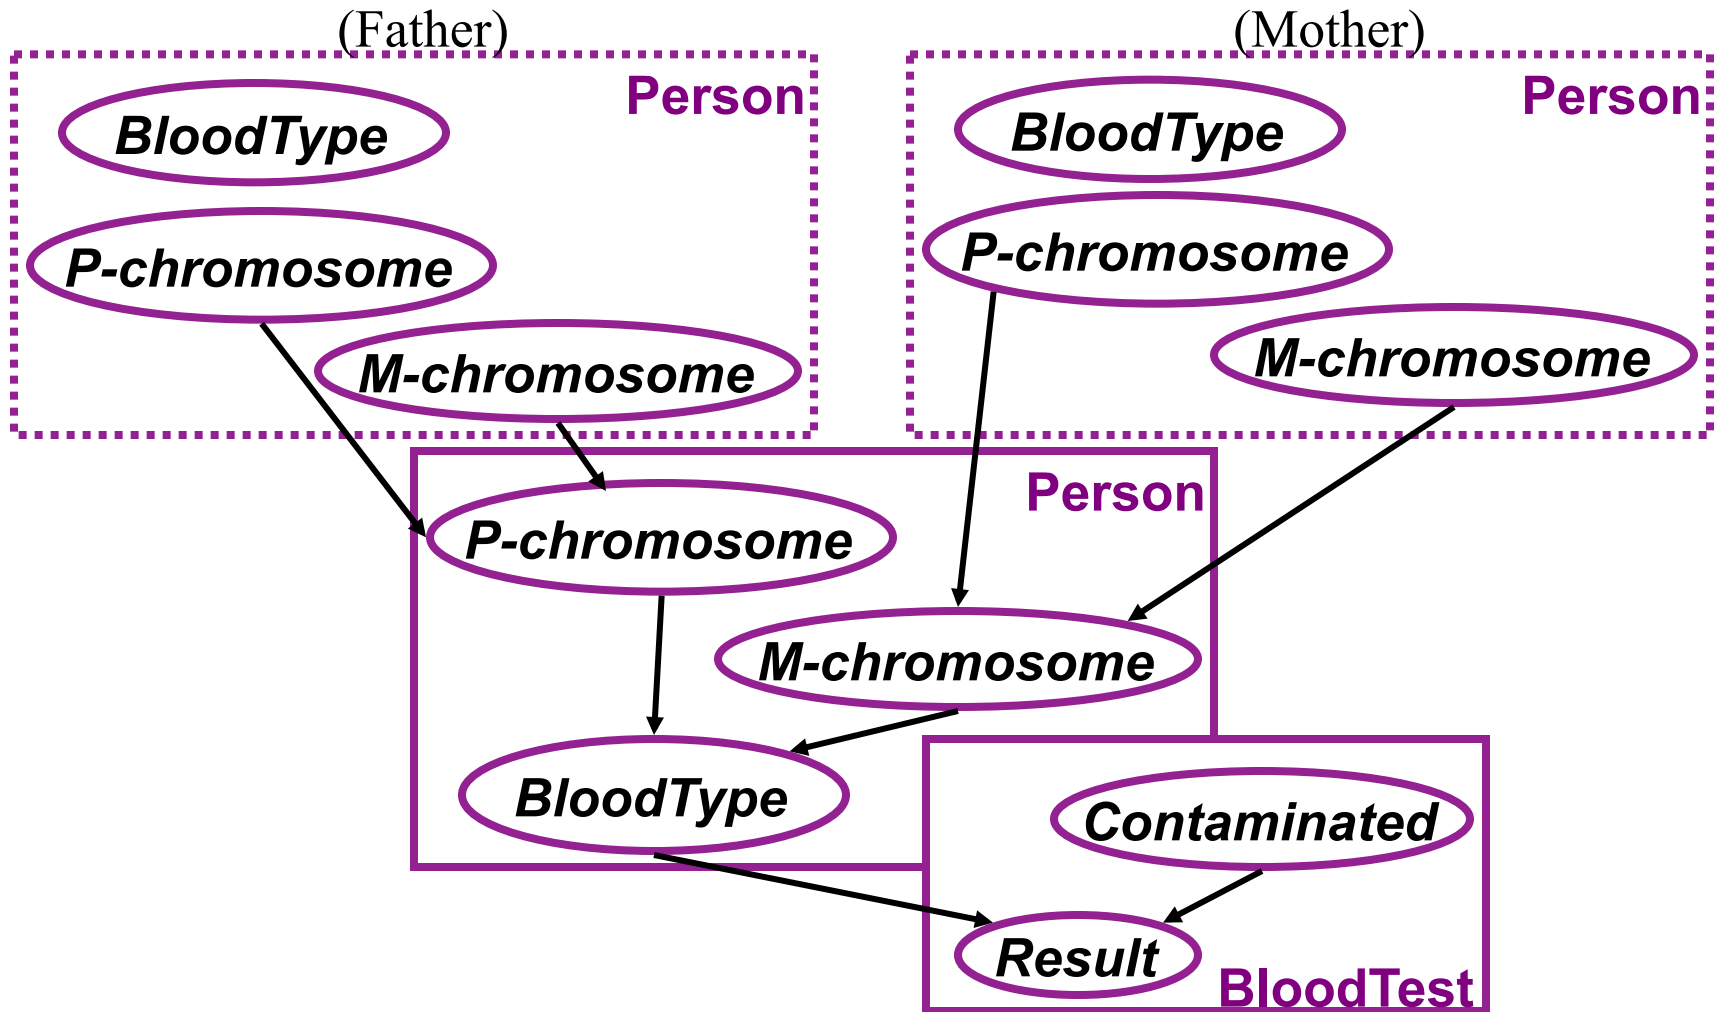 (Father)
Person
BloodType
P-chromosome
M-chromosome
(Mother)
Person
BloodType
P-chromosome
M-chromosome
Person
P-chromosome
M-chromosome
BloodType
Contaminated
Result
BloodTest